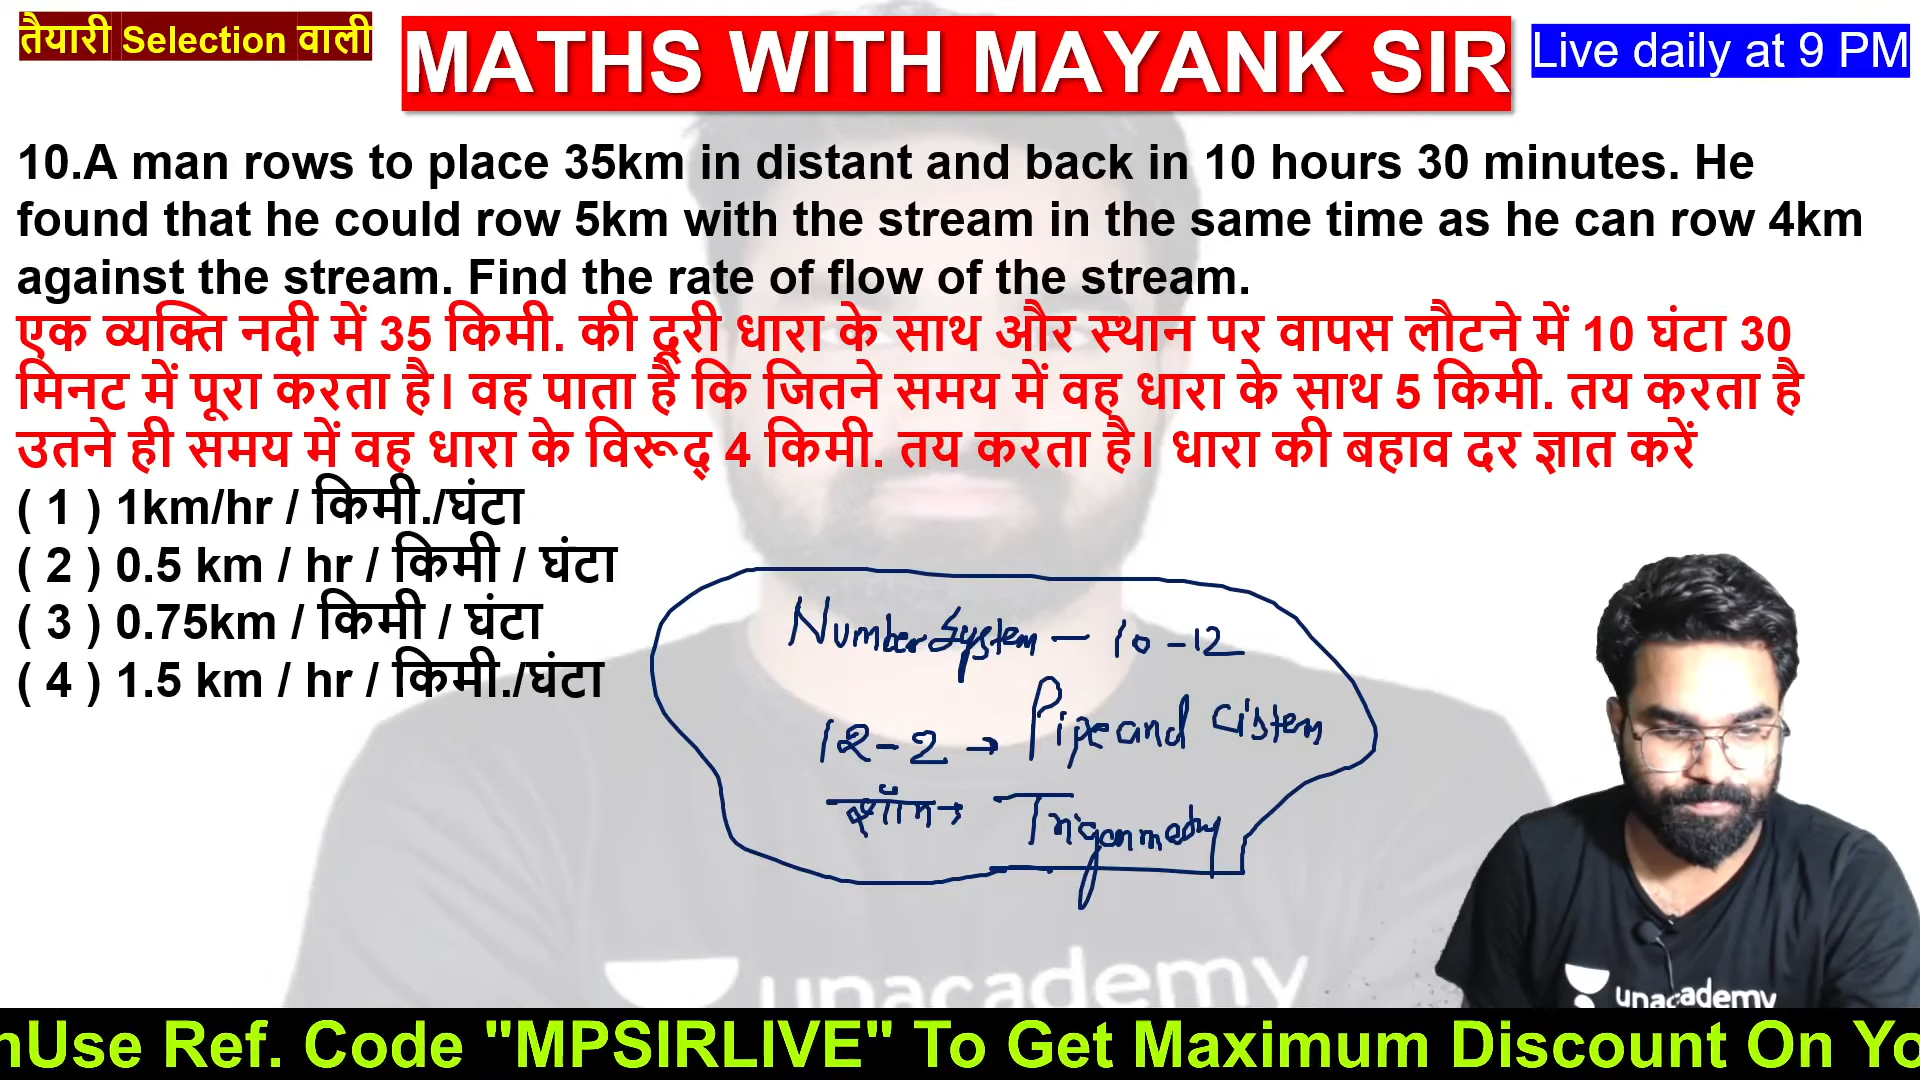 तैयारी Selection वाली
MATHS WITH MAYANK SIR
Live daily at 9 PM
10.A man rows to place 35km in distant and back in 10 hours 30 minutes. He
found that he could row 5km with the stream in the same time as he can row 4km
against the stream. Find the rate of flow of the stream.
एक व्यक्ति नदी में 35 किमी. की दूरी धारा के साथ और स्थान पर वापस लौटने में 10 घंटा 30
मिनट में पूरा करता है। वह पाता है कि जितने समय में वह धारा के साथ 5 किमी. तय करता है
उतने ही समय में वह धारा के विरूद् 4 किमी. तय करता है। धारा की बहाव दर ज्ञात करें
( 1 ) 1km/hr / किमी./घंटा
( 2 ) 0.5 km / hr / किमी / घंटा
( 3 ) 0.75km / किमी / घंटा
( 4 ) 1.5 km / hr / किमी./घंटा
Number System – 10 – 12
12 – 2 → Pipe and Cistern
→ Trigonmetry
unacademy
unacademy
nUse Ref. Code "MPSIRLIVE" To Get Maximum Discount On Yo